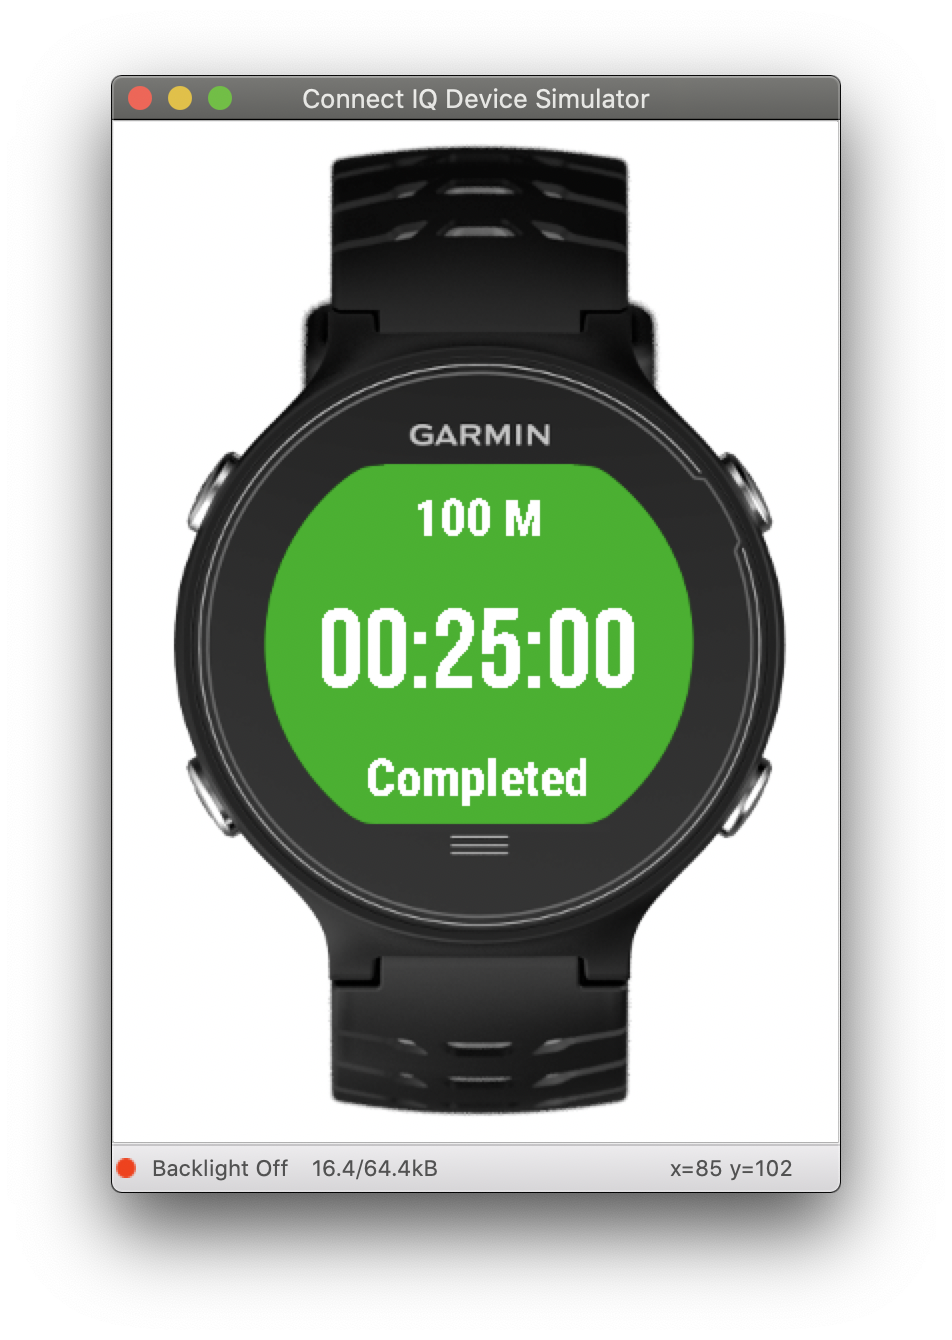 Connect IQ Device Simulator
GARMIN
100 M
00:25:00
Completed
Backlight Off 16.4/64.4kB x=85 y=102